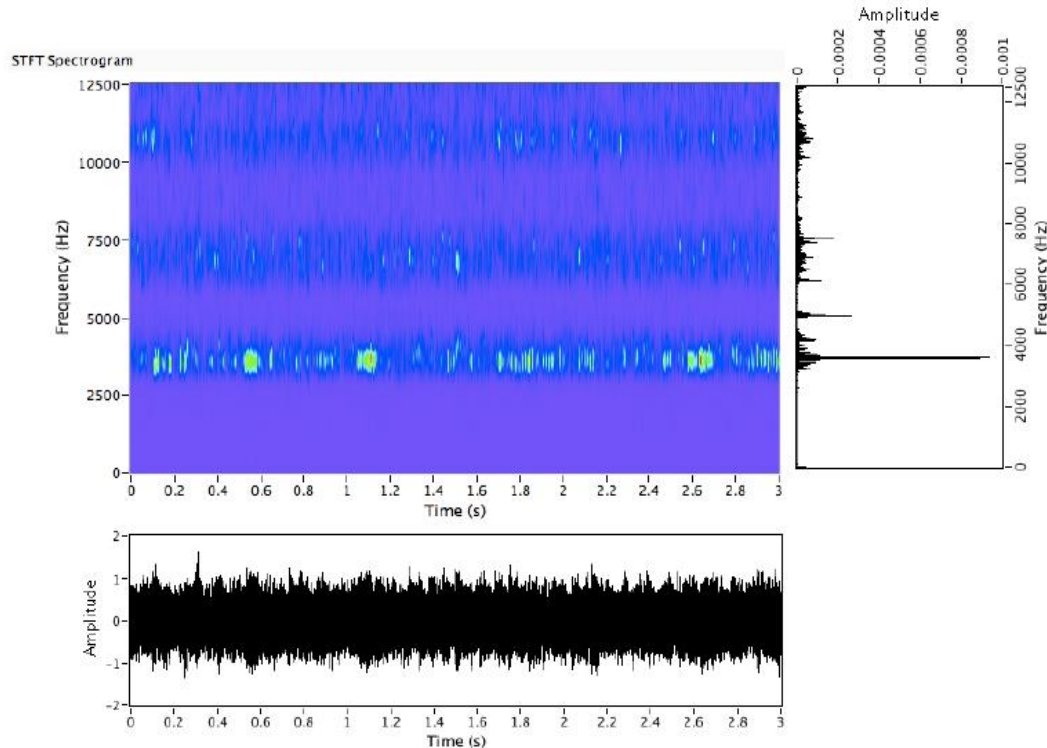 Amplitude
0 0.0002 0.0004 0.0006 0.0008 0.001
STFT Spectrogram
12500
10000
7500
5000
2500
0
Frequency (Hz)
0 0.2 0.4 0.6 0.8 1 1.2 1.4 1.6 1.8 2 2.2 2.4 2.6 2.8 3
Time (s)
12500
10000
8000
6000
4000
2000
0
Frequency (Hz)
2
1
0
-1
-2
Amplitude
0 0.2 0.4 0.6 0.8 1 1.2 1.4 1.6 1.8 2 2.2 2.4 2.6 2.8 3
Time (s)